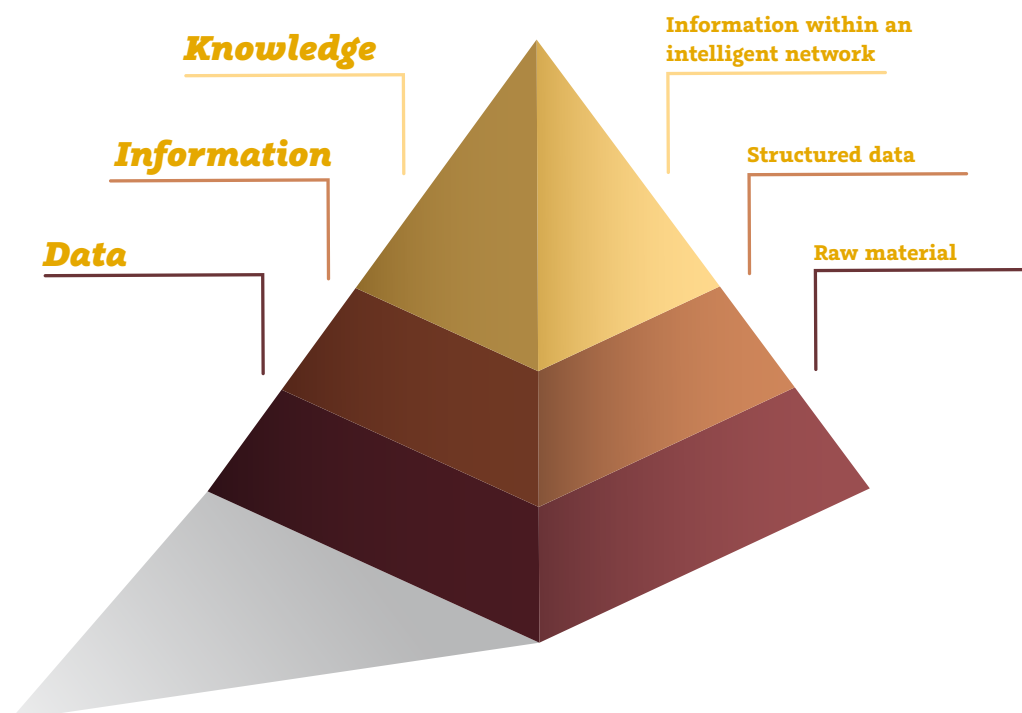 Knowledge
Information within an
intelligent network
Information
Structured data
Data
Raw material